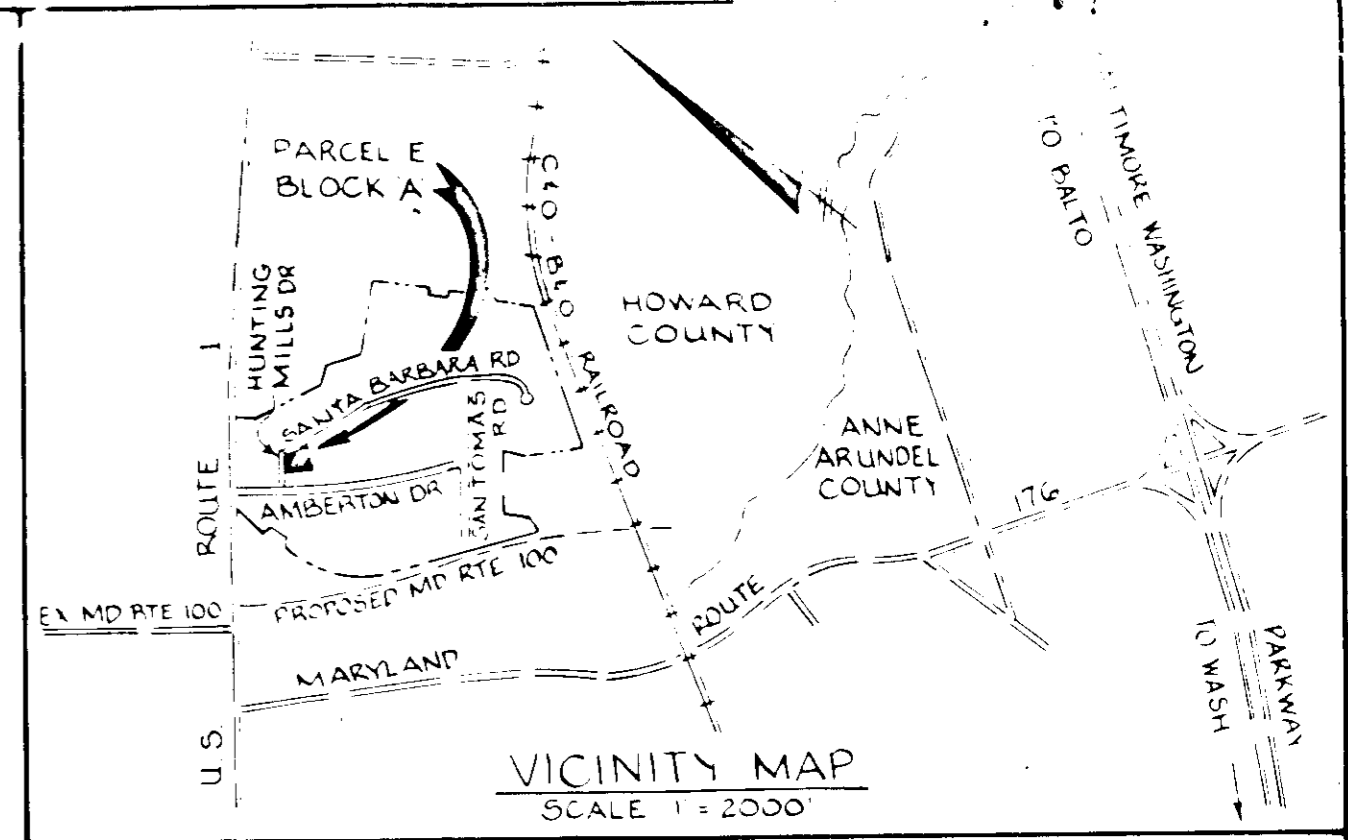 PARCEL E
BLOCK A
HUNTING
MILLS DR
SANTA BARBARA RD
SAN TOMAS
RD
AMBERTON DR
U.S. ROUTE 1
EX MD RTE 100
PROPOSED MD RTE 100
MARYLAND ROUTE 176
C&O - B&O RAILROAD
HOWARD
COUNTY
ANNE
ARUNDEL
COUNTY
TO BALTO
TIMORE WASHINGTON
PARKWAY
TO WASH
VICINITY MAP
SCALE 1" = 2000'